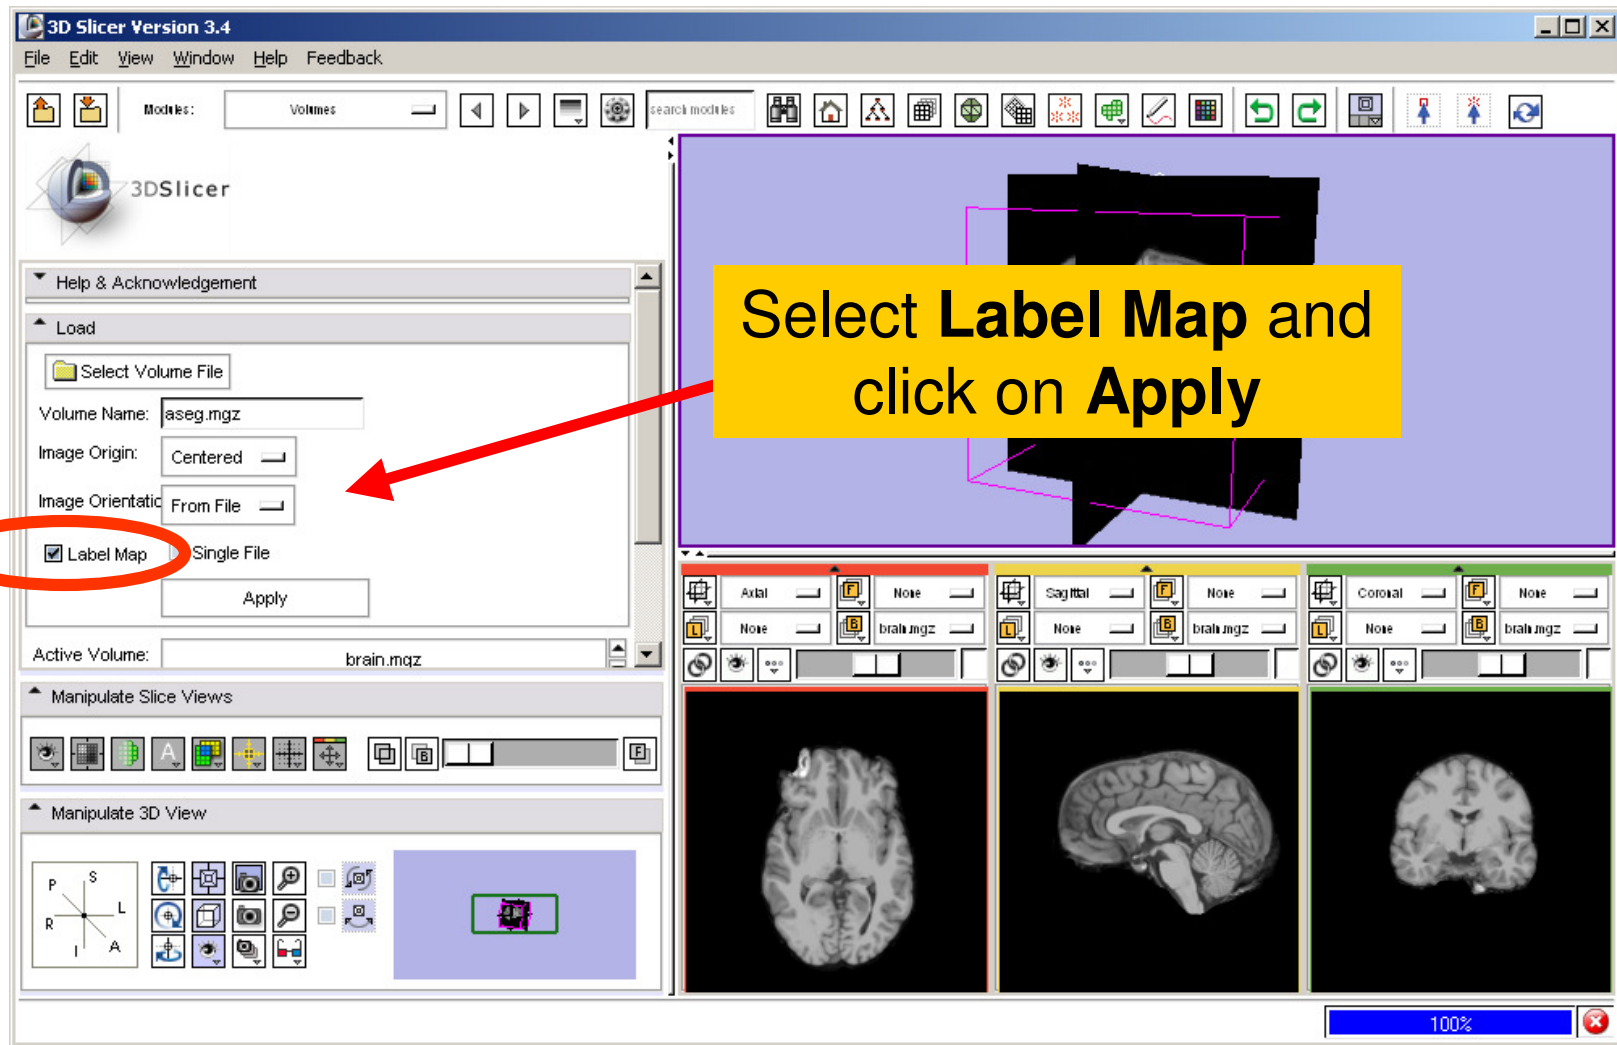 3D Slicer Version 3.4
File Edit View Window Help Feedback
Modules: Volumes search modules
3DSlicer
Help & Acknowledgement
Load
Select Volume File
Volume Name: aseg.mgz
Image Origin: Centered
Image Orientatic From File
Label Map Single File
Apply
Active Volume: brain.mgz
Manipulate Slice Views
A B F
Manipulate 3D View
P S
R L
I A
Select Label Map and
click on Apply
Axial F None
L None B brain.mgz
Sagittal F None
L None B brain.mgz
Coronal F None
L None B brain.mgz
100%